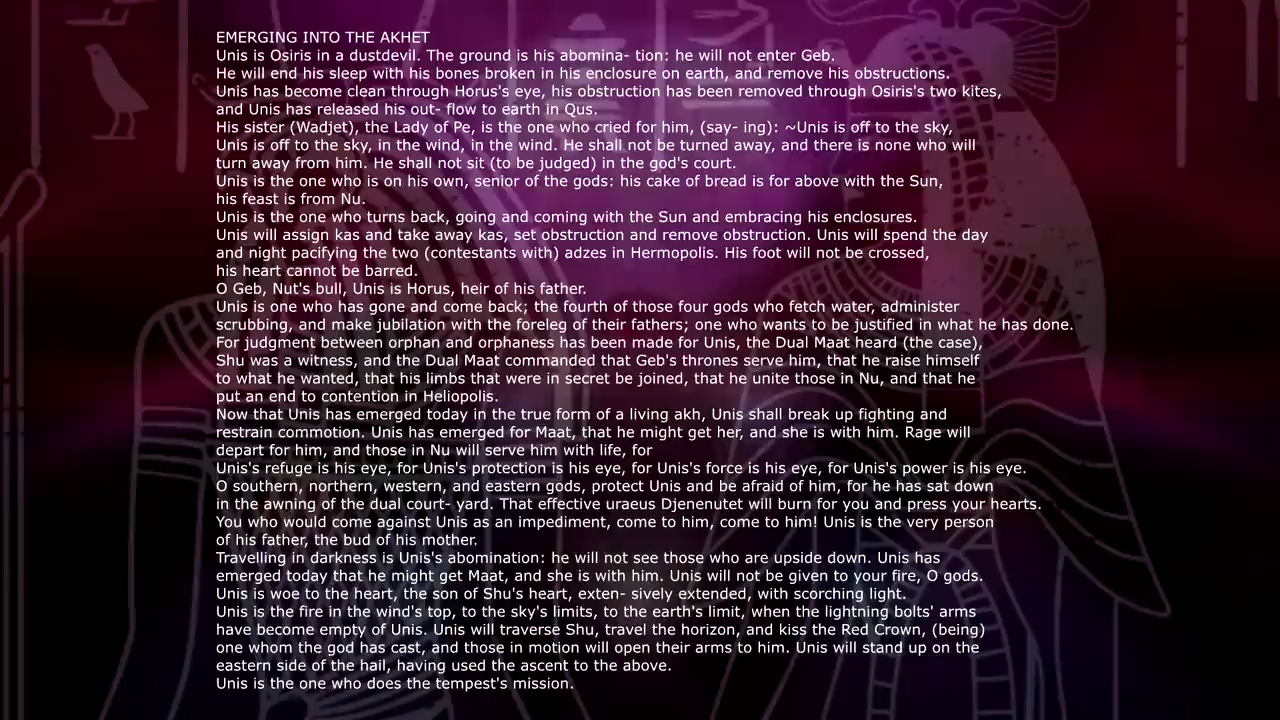 EMERGING INTO THE AKHET
Unis is Osiris in a dustdevil. The ground is his abomina- tion: he will not enter Geb.
He will end his sleep with his bones broken in his enclosure on earth, and remove his obstructions.
Unis has become clean through Horus's eye, his obstruction has been removed through Osiris's two kites,
and Unis has released his out- flow to earth in Qus.
His sister (Wadjet), the Lady of Pe, is the one who cried for him, (say- ing): ~Unis is off to the sky,
Unis is off to the sky, in the wind, in the wind. He shall not be turned away, and there is none who will
turn away from him. He shall not sit (to be judged) in the god's court.
Unis is the one who is on his own, senior of the gods: his cake of bread is for above with the Sun,
his feast is from Nu.
Unis is the one who turns back, going and coming with the Sun and embracing his enclosures.
Unis will assign kas and take away kas, set obstruction and remove obstruction. Unis will spend the day
and night pacifying the two (contestants with) adzes in Hermopolis. His foot will not be crossed,
his heart cannot be barred.
O Geb, Nut's bull, Unis is Horus, heir of his father.
Unis is one who has gone and come back; the fourth of those four gods who fetch water, administer
scrubbing, and make jubilation with the foreleg of their fathers; one who wants to be justified in what he has done.
For judgment between orphan and orphaness has been made for Unis, the Dual Maat heard (the case),
Shu was a witness, and the Dual Maat commanded that Geb's thrones serve him, that he raise himself
to what he wanted, that his limbs that were in secret be joined, that he unite those in Nu, and that he
put an end to contention in Heliopolis.
Now that Unis has emerged today in the true form of a living akh, Unis shall break up fighting and
restrain commotion. Unis has emerged for Maat, that he might get her, and she is with him. Rage will
depart for him, and those in Nu will serve him with life, for
Unis's refuge is his eye, for Unis's protection is his eye, for Unis's force is his eye, for Unis's power is his eye.
O southern, northern, western, and eastern gods, protect Unis and be afraid of him, for he has sat down
in the awning of the dual court- yard. That effective uraeus Djenenutet will burn for you and press your hearts.
You who would come against Unis as an impediment, come to him, come to him! Unis is the very person
of his father, the bud of his mother.
Travelling in darkness is Unis's abomination: he will not see those who are upside down. Unis has
emerged today that he might get Maat, and she is with him. Unis will not be given to your fire, O gods.
Unis is woe to the heart, the son of Shu's heart, exten- sively extended, with scorching light.
Unis is the fire in the wind's top, to the sky's limits, to the earth's limit, when the lightning bolts' arms
have become empty of Unis. Unis will traverse Shu, travel the horizon, and kiss the Red Crown, (being)
one whom the god has cast, and those in motion will open their arms to him. Unis will stand up on the
eastern side of the hail, having used the ascent to the above.
Unis is the one who does the tempest's mission.